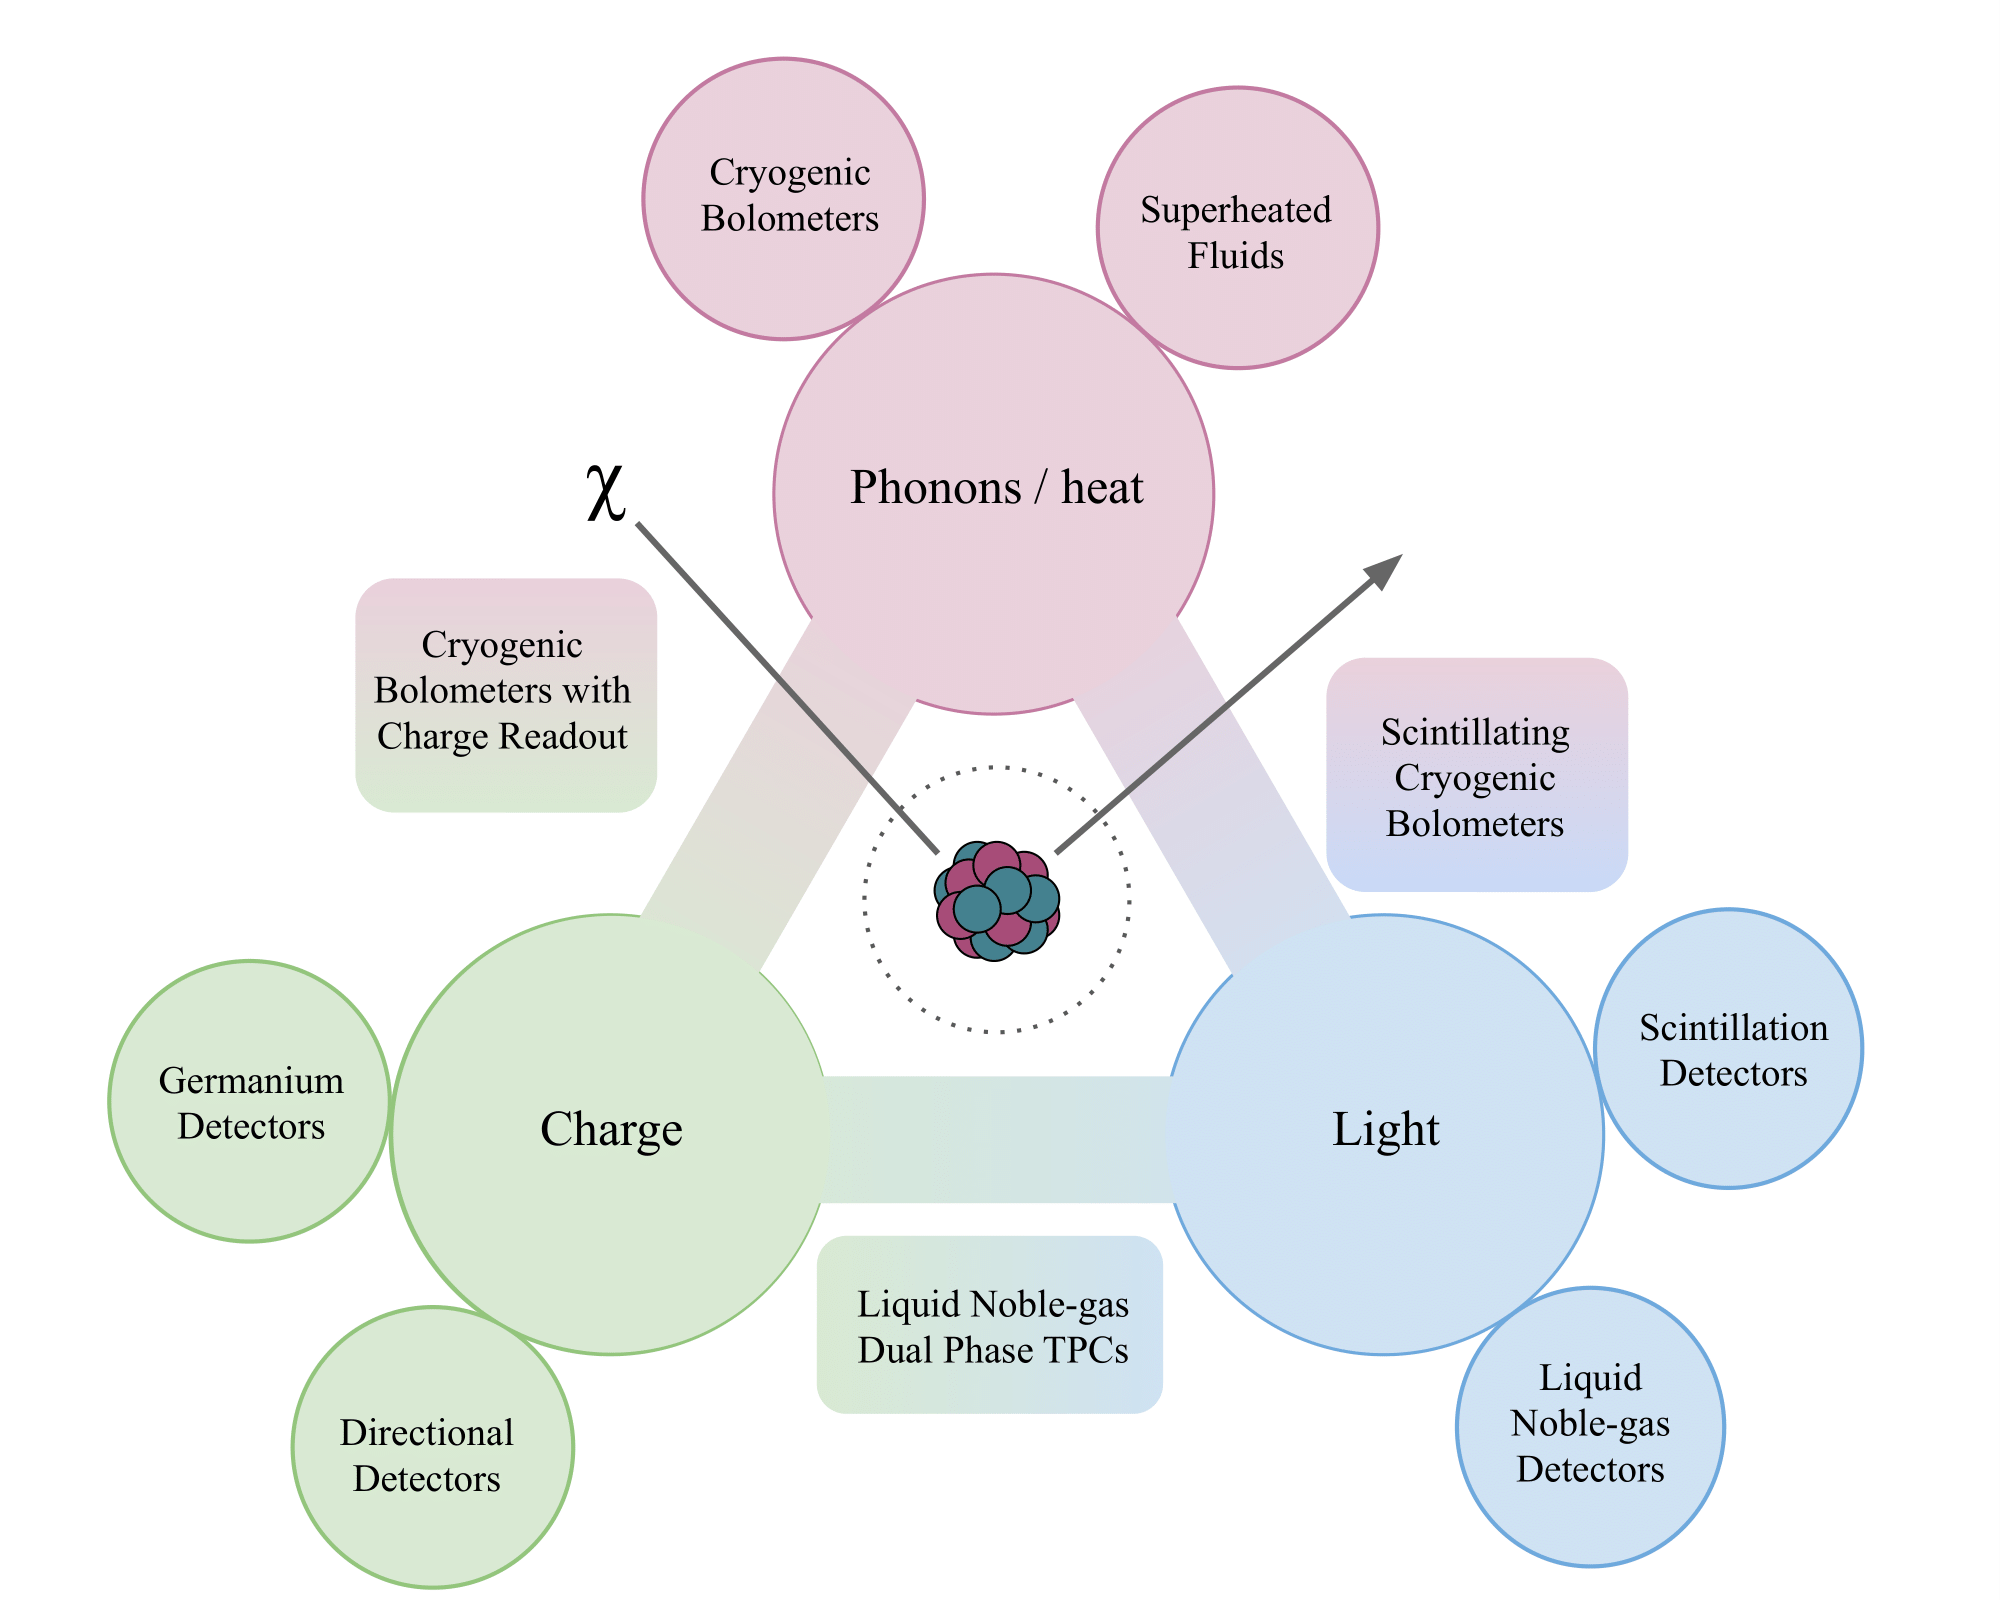 Cryogenic
Bolometers
Superheated
Fluids
Phonons / heat
χ
Cryogenic
Bolometers with
Charge Readout
Scintillating
Cryogenic
Bolometers
Germanium
Detectors
Charge
Light
Scintillation
Detectors
Liquid Noble-gas
Dual Phase TPCs
Directional
Detectors
Liquid
Noble-gas
Detectors